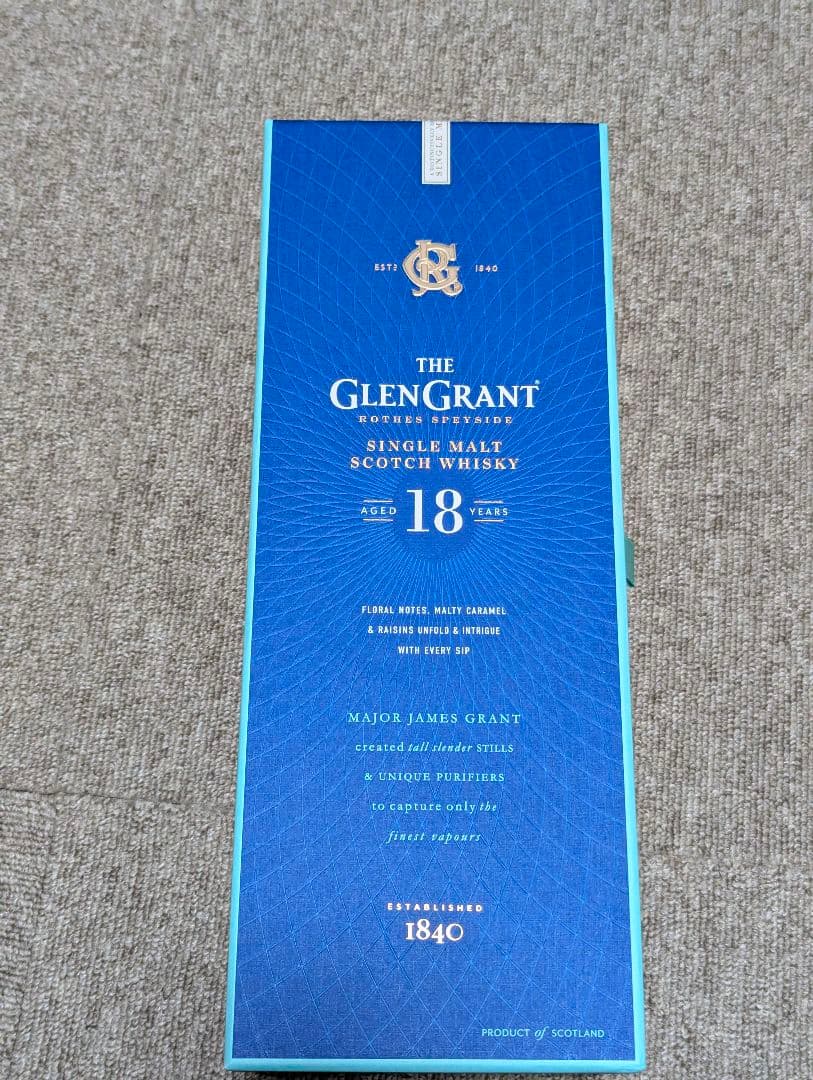 SINGLE M
ESTD 1840
THE
GLENGRANT
ROTHES SPEYSIDE
SINGLE MALT
SCOTCH WHISKY
AGED 18 YEARS
FLORAL NOTES, MALTY CARAMEL
& RAISINS UNFOLD & INTRIGUE
WITH EVERY SIP
MAJOR JAMES GRANT
created tall slender STILLS
& UNIQUE PURIFIERS
to capture only the
finest vapours
ESTABLISHED
1840
PRODUCT of SCOTLAND